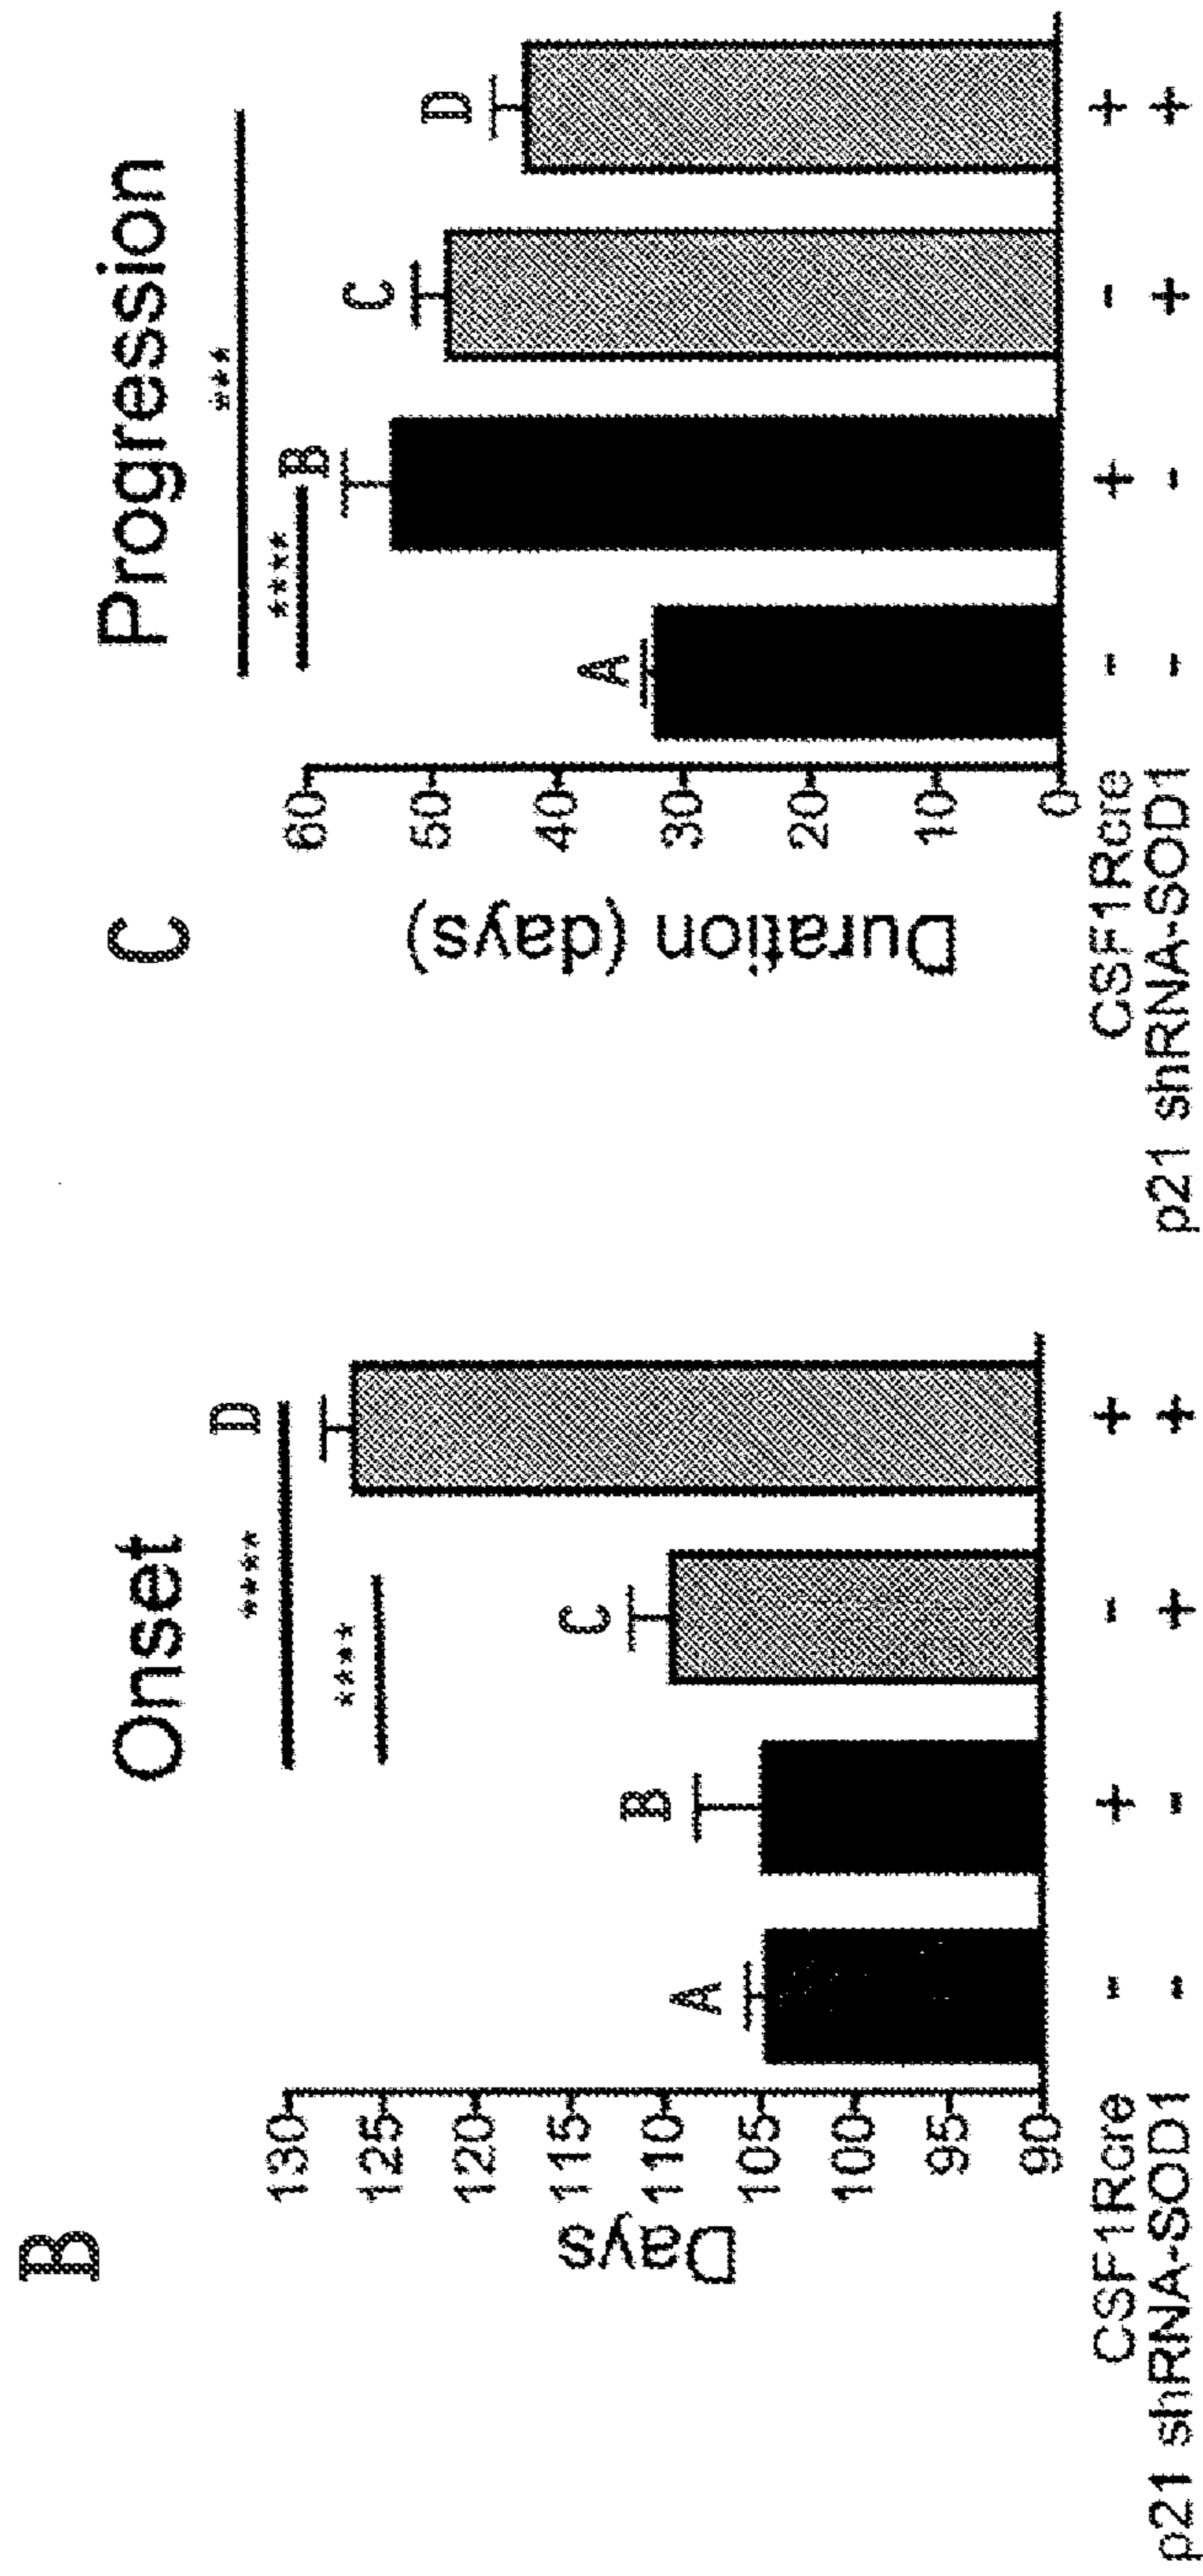 B
Onset
Days
130
125
120
115
110
105
100
95
90
****
****
A
B
C
D
CSF1Rcre - + - +
p21 shRNA-SOD1 - - + +
C
Progression
Duration (days)
60
50
40
30
20
10
0
***
****
A
B
C
D
CSF1Rcre - + - +
p21 shRNA-SOD1 - - + +